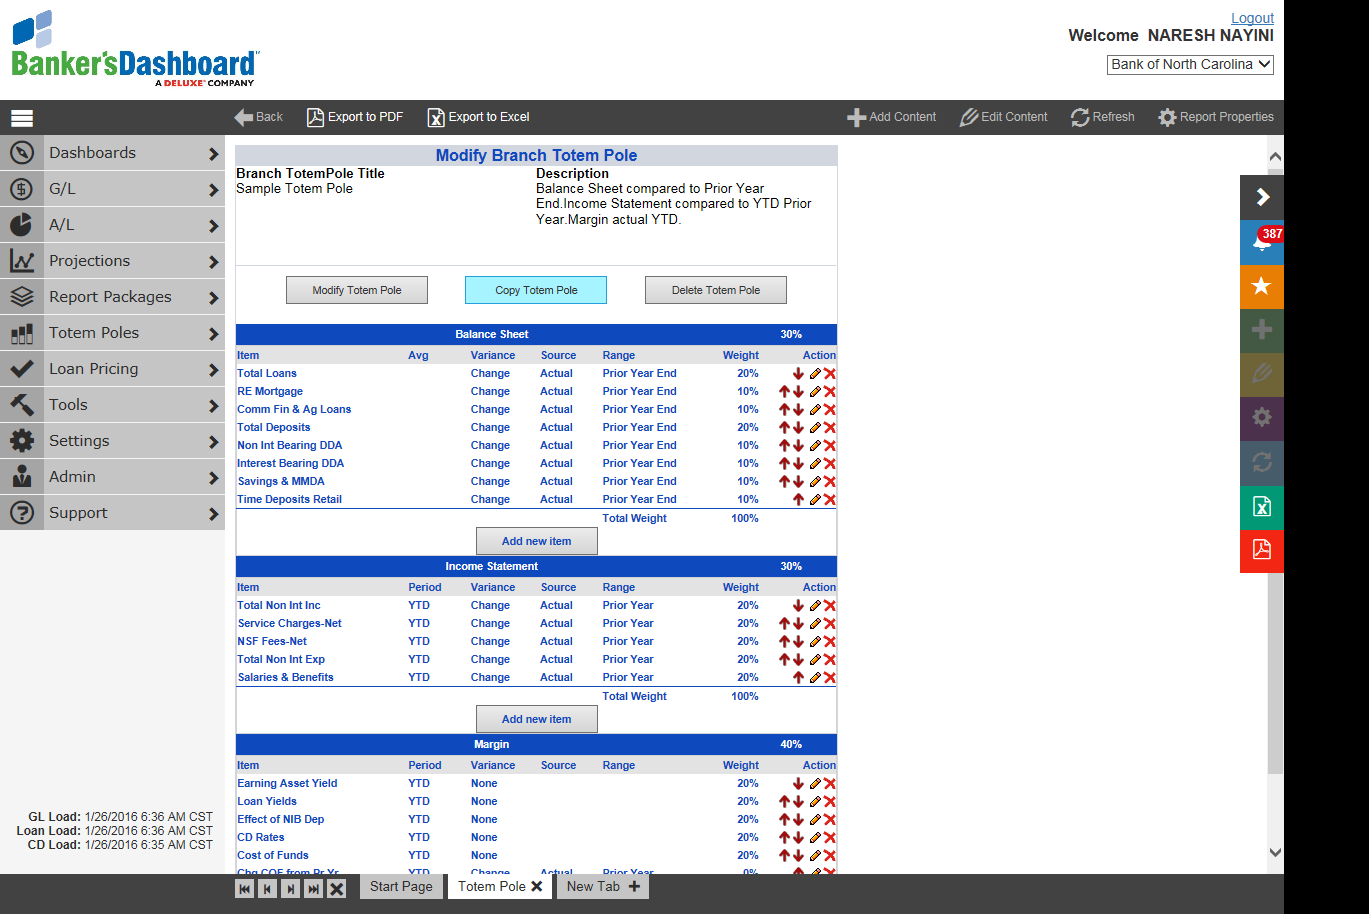 Logout
Welcome NARESH NAYINI
Banker'sDashboard
A DELUXE COMPANY
Bank of North Carolina
Back Export to PDF Export to Excel Add Content Edit Content Refresh Report Properties
Dashboards
G/L
A/L
Projections
Report Packages
Totem Poles
Loan Pricing
Tools
Settings
Admin
Support
GL Load: 1/26/2016 6:36 AM CST
Loan Load: 1/26/2016 6:36 AM CST
CD Load: 1/26/2016 6:35 AM CST
Modify Branch Totem Pole
Branch TotemPole Title Description
Sample Totem Pole Balance Sheet compared to Prior Year
End.Income Statement compared to YTD Prior
Year.Margin actual YTD.
387
Modify Totem Pole Copy Totem Pole Delete Totem Pole
Balance Sheet 30%
Item Avg Variance Source Range Weight Action
Total Loans Change Actual Prior Year End 20%
RE Mortgage Change Actual Prior Year End 10%
Comm Fin & Ag Loans Change Actual Prior Year End 10%
Total Deposits Change Actual Prior Year End 20%
Non Int Bearing DDA Change Actual Prior Year End 10%
Interest Bearing DDA Change Actual Prior Year End 10%
Savings & MMDA Change Actual Prior Year End 10%
Time Deposits Retail Change Actual Prior Year End 10%
Total Weight 100%
Add new item
Income Statement 30%
Item Period Variance Source Range Weight Action
Total Non Int Inc YTD Change Actual Prior Year 20%
Service Charges-Net YTD Change Actual Prior Year 20%
NSF Fees-Net YTD Change Actual Prior Year 20%
Total Non Int Exp YTD Change Actual Prior Year 20%
Salaries & Benefits YTD Change Actual Prior Year 20%
Total Weight 100%
Add new item
Margin 40%
Item Period Variance Source Range Weight Action
Earning Asset Yield YTD None 20%
Loan Yields YTD None 20%
Effect of NIB Dep YTD None 20%
CD Rates YTD None 20%
Cost of Funds YTD None 20%
Chg COF from Pr Yr YTD Change Actual Prior Year 0%
Start Page Totem Pole New Tab